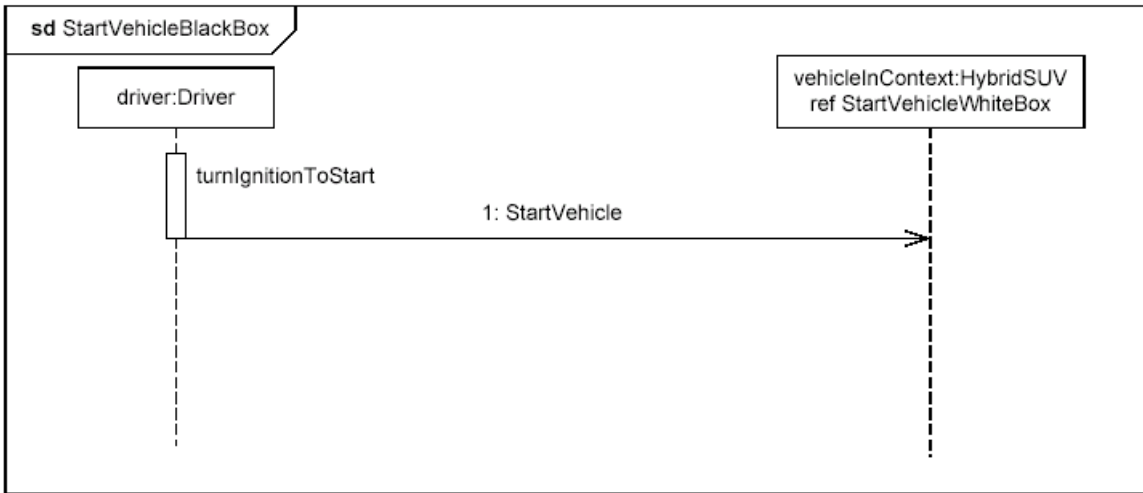 sd StartVehicleBlackBox
driver:Driver
vehicleInContext:HybridSUV
ref StartVehicleWhiteBox
turnIgnitionToStart
1: StartVehicle